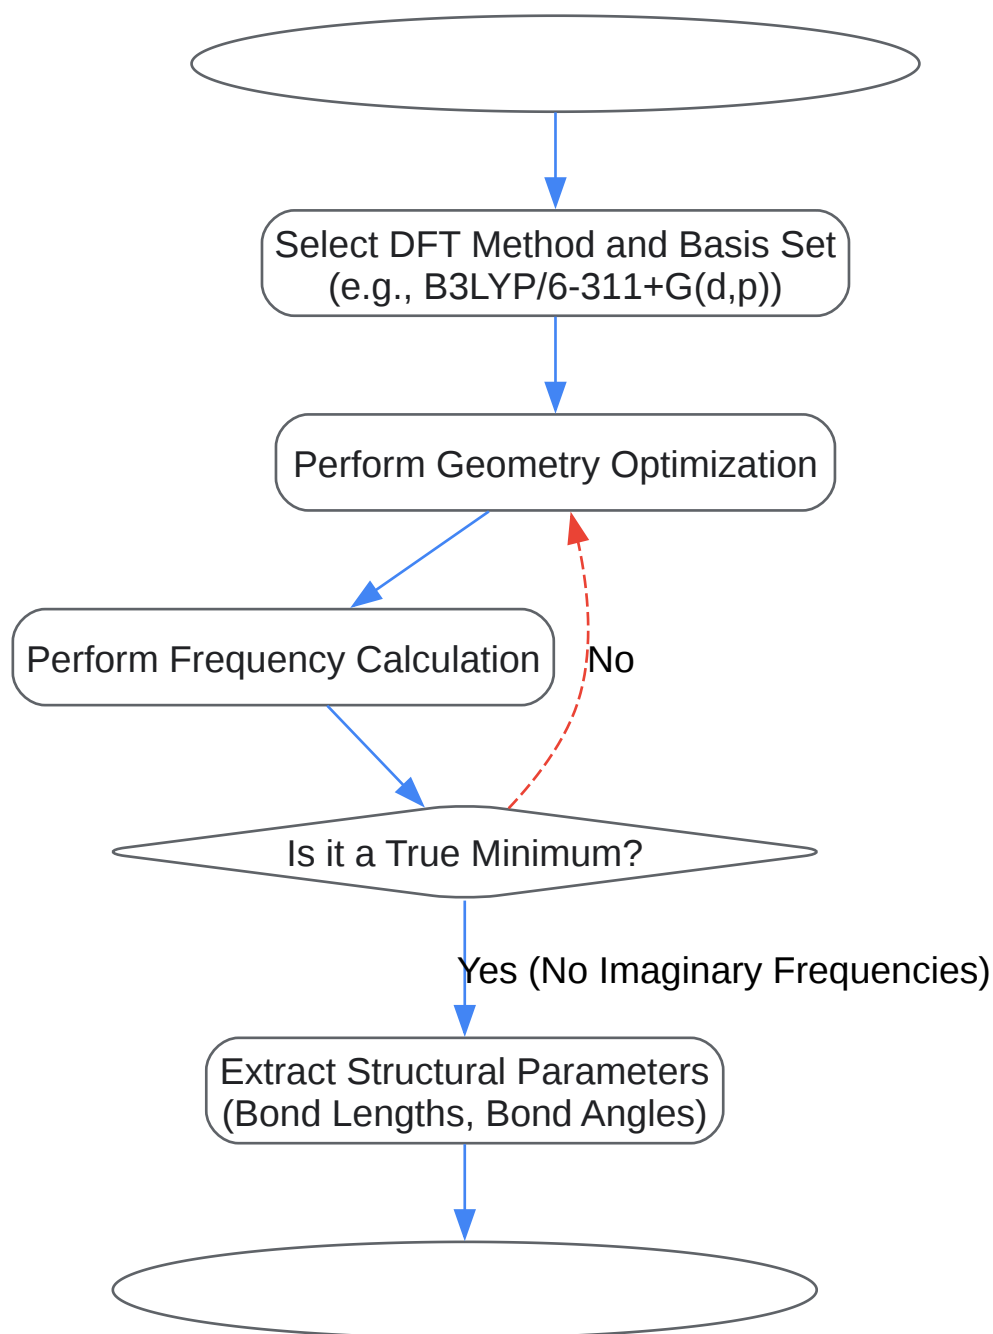 Select DFT Method and Basis Set
(e.g., B3LYP/6-311+G(d,p))
Perform Geometry Optimization
Perform Frequency Calculation
No
Is it a True Minimum?
Yes (No Imaginary Frequencies)
Extract Structural Parameters
(Bond Lengths, Bond Angles)